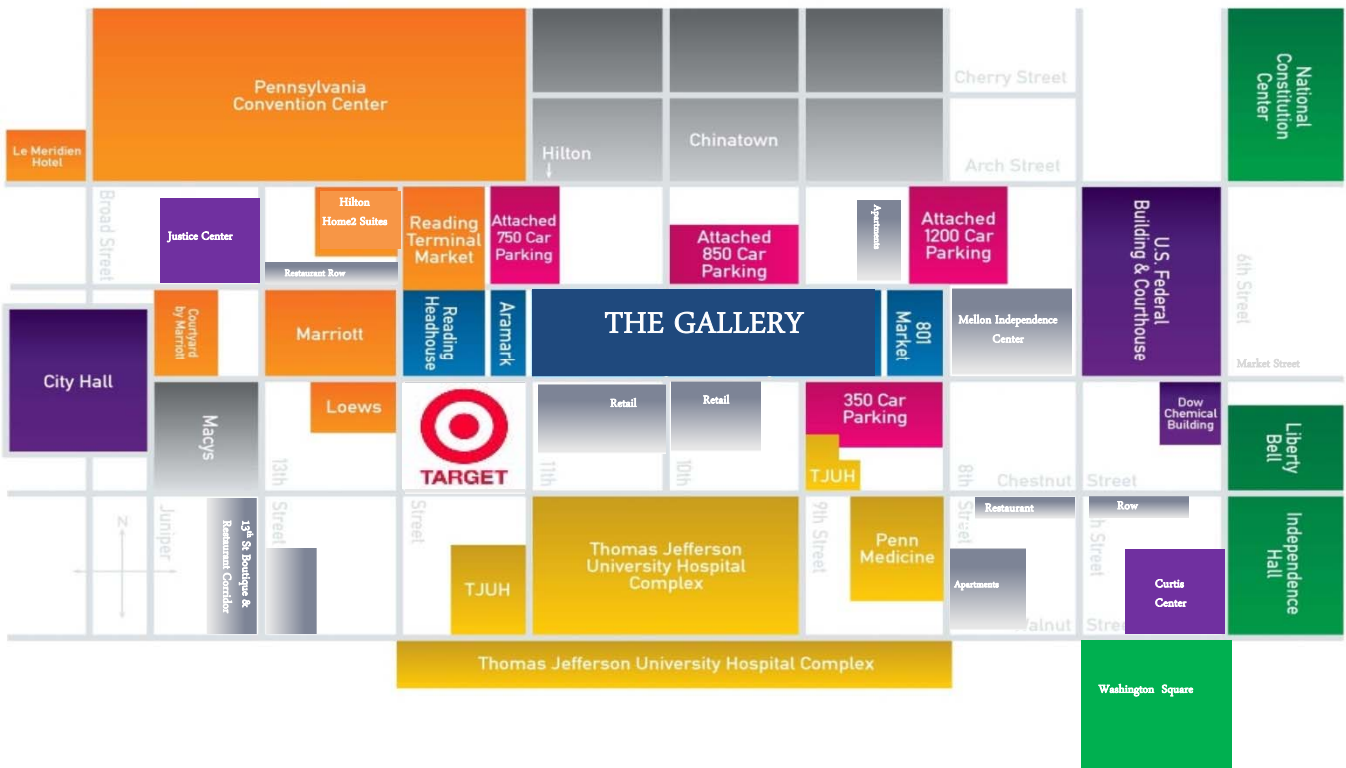 Pennsylvania
Convention Center
Cherry Street
National
Constitution
Center
Le Meridien
Hotel
Hilton
Chinatown
Arch Street
Broad Street
Justice Center
Hilton
Home2 Suites
Restaurant Row
Reading
Terminal
Market
Attached
750 Car
Parking
Attached
850 Car
Parking
Apartments
Attached
1200 Car
Parking
U.S. Federal
Building & Courthouse
6th Street
Market Street
City Hall
Courtyard
by Marriott
Marriott
Reading
Headhouse
Aramark
THE GALLERY
801
Market
Mellon Independence
Center
Macys
Loews
13th
TARGET
11th
Retail
10th
Retail
350 Car
Parking
TJUH
8th
Chestnut
Street
Dow
Chemical
Building
Liberty
Bell
N
Juniper
13th St Boutique &
Restaurant Corridor
Street
Street
TJUH
Thomas Jefferson
University Hospital
Complex
9th Street
Penn
Medicine
Street
Restaurant
Row
h Street
Apartments
alnut
Stree
Curtis
Center
Independence
Hall
Thomas Jefferson University Hospital Complex
Washington Square